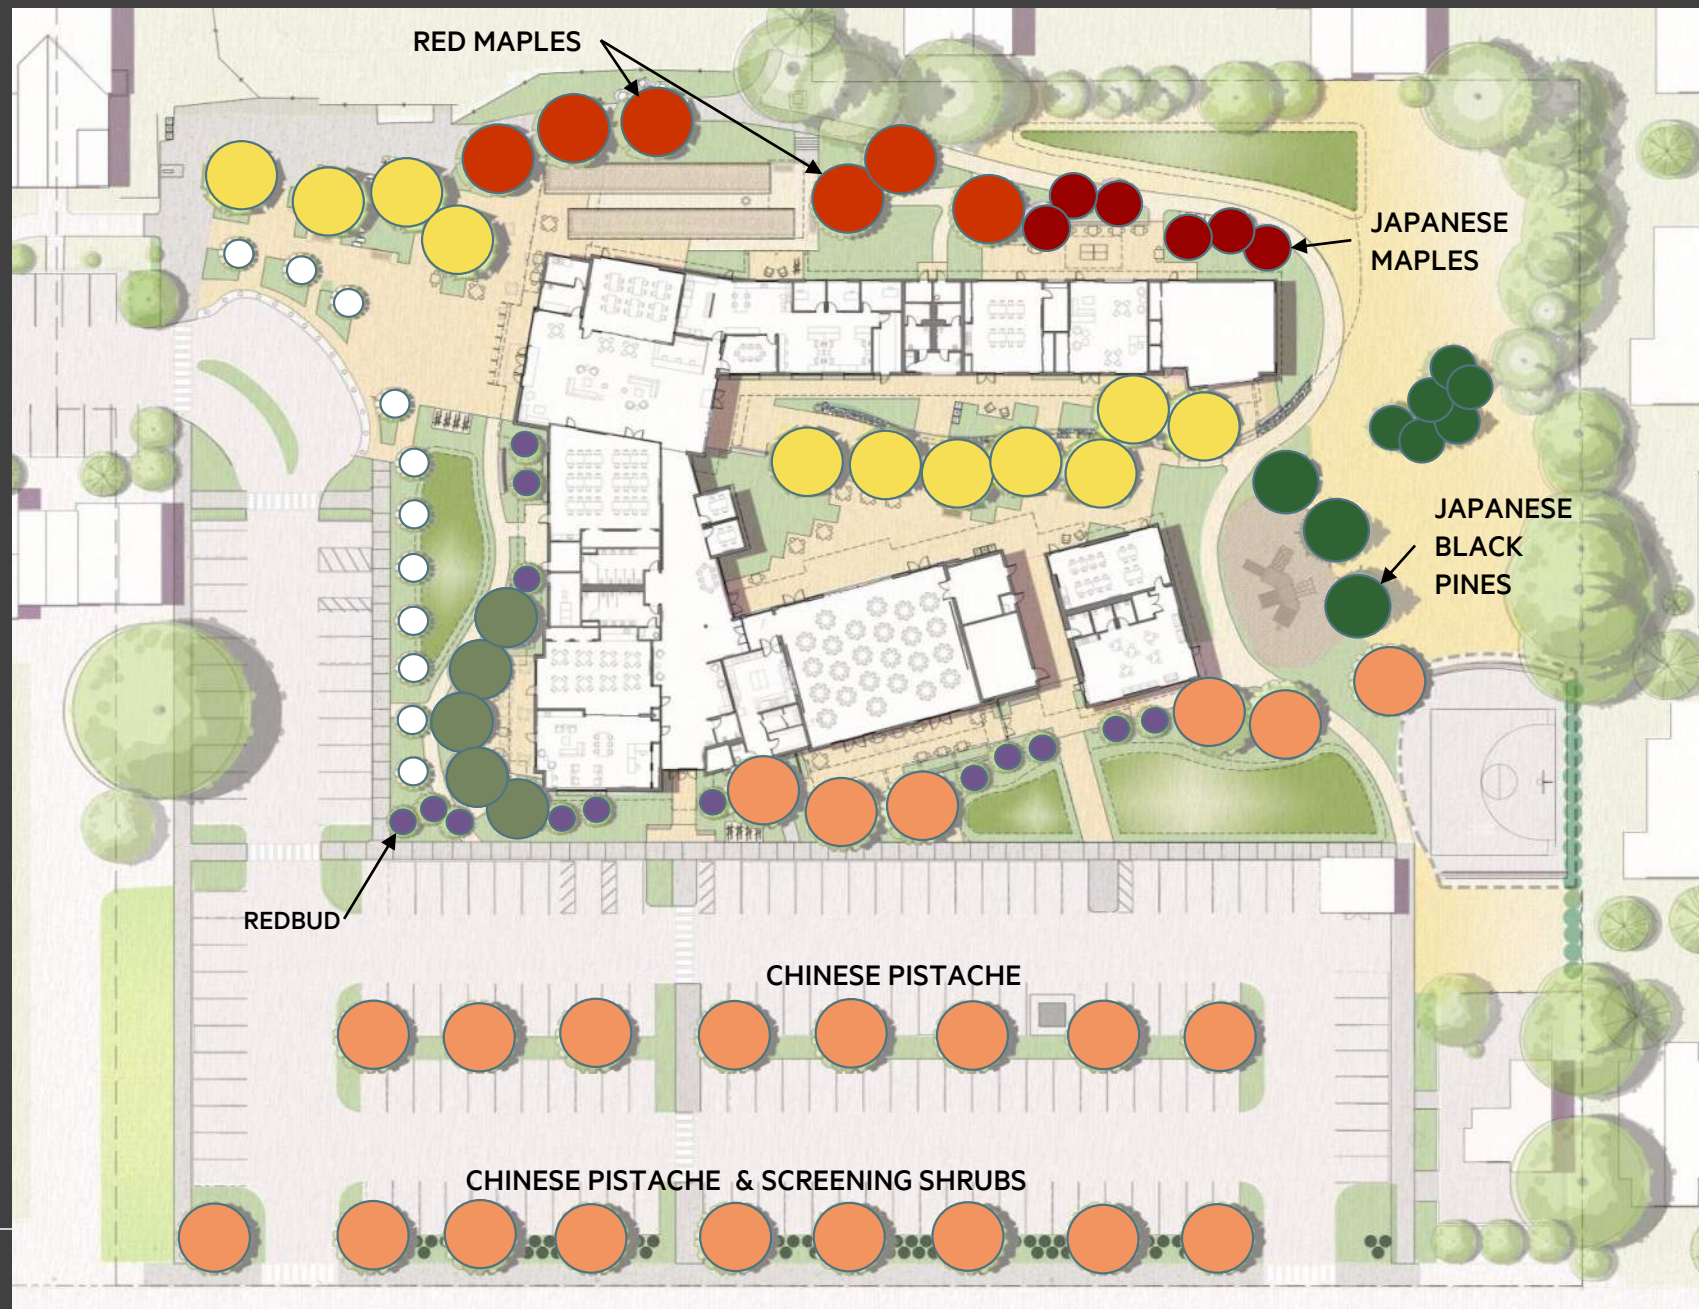 RED MAPLES
JAPANESE
MAPLES
JAPANESE
BLACK
PINES
REDBUD
CHINESE PISTACHE
CHINESE PISTACHE & SCREENING SHRUBS